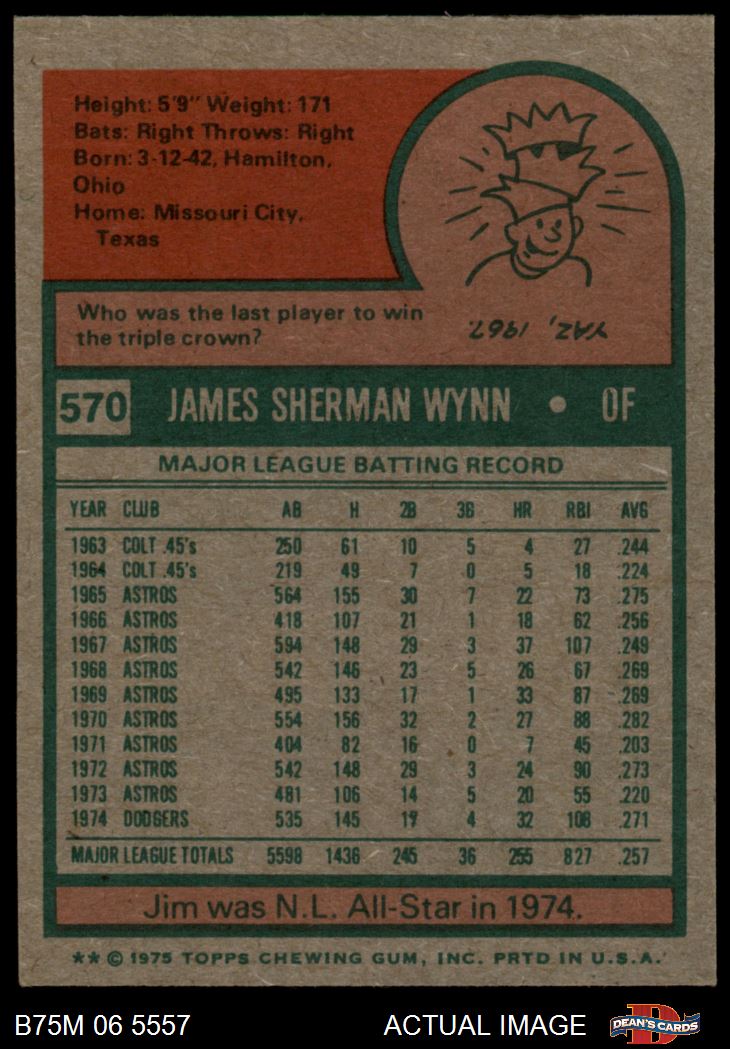 Height: 5'9" Weight: 171
Bats: Right Throws: Right
Born: 3-12-42, Hamilton,
Ohio
Home: Missouri City,
Texas
Who was the last player to win
the triple crown?
YAZ, 1967.
570 JAMES SHERMAN WYNN • OF
MAJOR LEAGUE BATTING RECORD
YEAR CLUB AB H 2B 3B HR RBI AVG
1963 COLT .45's 250 61 10 5 4 27 .244
1964 COLT .45's 219 49 7 0 5 18 .224
1965 ASTROS 564 155 30 7 22 73 .275
1966 ASTROS 418 107 21 1 18 62 .256
1967 ASTROS 594 148 29 3 37 107 .249
1968 ASTROS 542 146 23 5 26 67 .269
1969 ASTROS 495 133 17 1 33 87 .269
1970 ASTROS 554 156 32 2 27 88 .282
1971 ASTROS 404 82 16 0 7 45 .203
1972 ASTROS 542 148 29 3 24 90 .273
1973 ASTROS 481 106 14 5 20 55 .220
1974 DODGERS 535 145 17 4 32 108 .271
MAJOR LEAGUE TOTALS 5598 1436 245 36 255 827 .257
Jim was N.L. All-Star in 1974.
** © 1975 TOPPS CHEWING GUM, INC. PRTD IN U.S.A.
B75M 06 5557 ACTUAL IMAGE DEAN'S CARDS